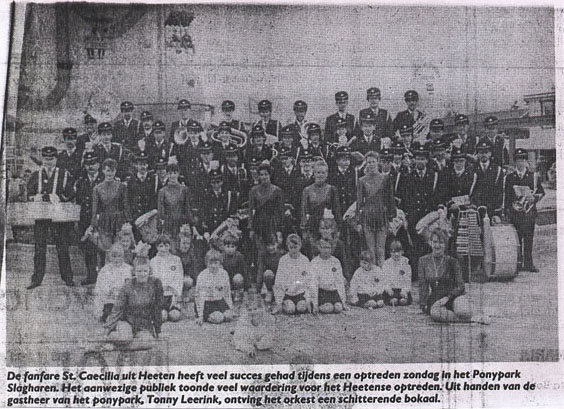 De fanfare St. Caecilia uit Heeten heeft veel succes gehad tijdens een optreden zondag in het Ponypark
Slagharen. Het aanwezige publiek toonde veel waardering voor het Heetense optreden. Uit handen van de
gastheer van het ponypark, Tonny Leerink, ontving het orkest een schitterende bokaal.